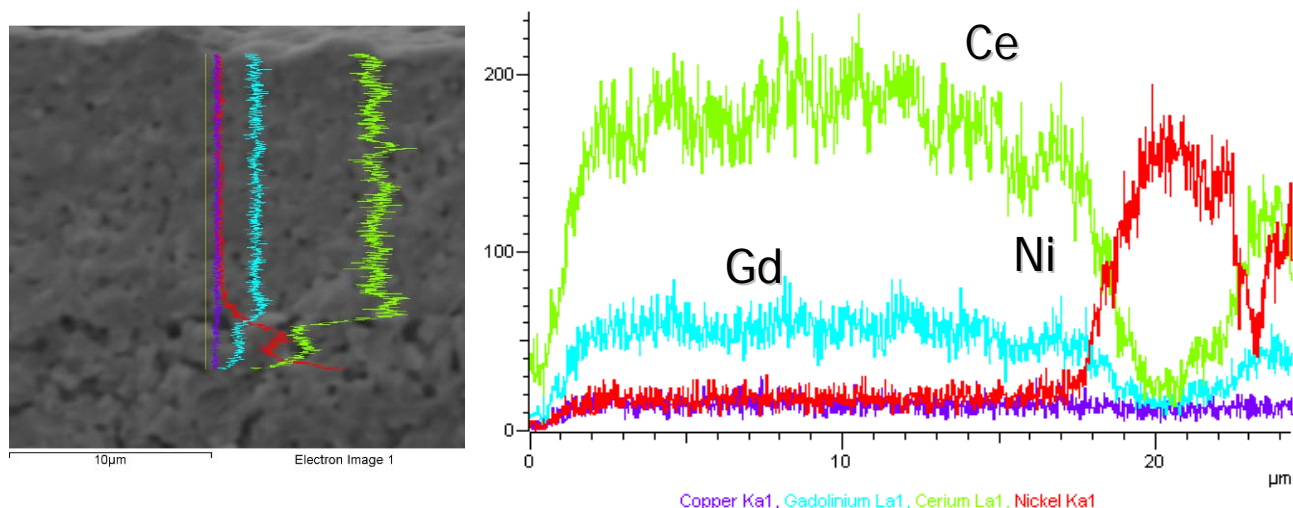 200
Ce
100
Gd
Ni
0
0
10
20
µm
10µm
Electron Image 1
Copper Ka1, Gadolinium La1, Cerium La1, Nickel Ka1